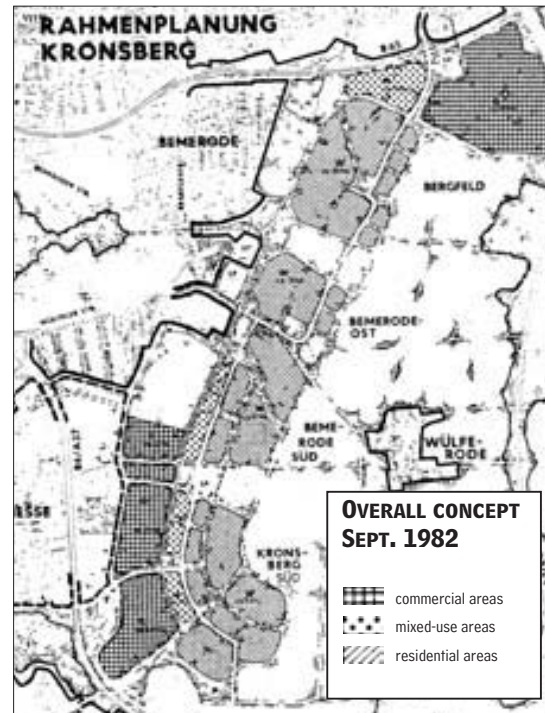 RAHMENPLANUNG
KRONSBERG
BEMERODE
BERGFELD
BEMERODE-
OST
BEME-
RODE
SÜD
WÜLFE-
RODE
ESSE
KRONS-
BERG
SÜD
OVERALL CONCEPT
SEPT. 1982
commercial areas
mixed-use areas
residential areas